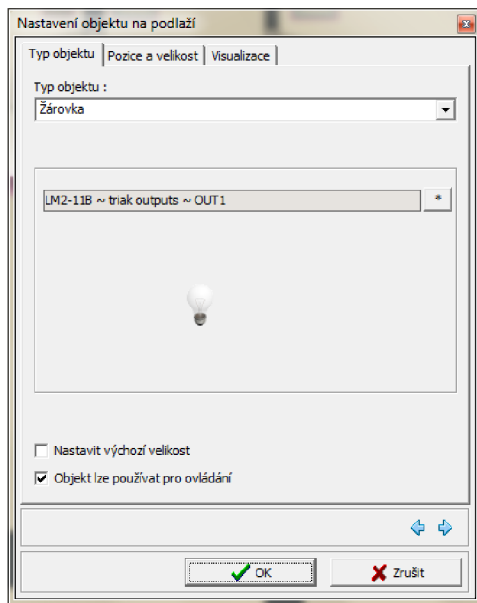 Nastavení objektu na podlaží
Typ objektu Pozice a velikost Visualizace
Typ objektu :
Žárovka
LM2-11B ~ triak outputs ~ OUT1 *
Nastavit výchozí velikost
Objekt lze používat pro ovládání
OK Zrušit